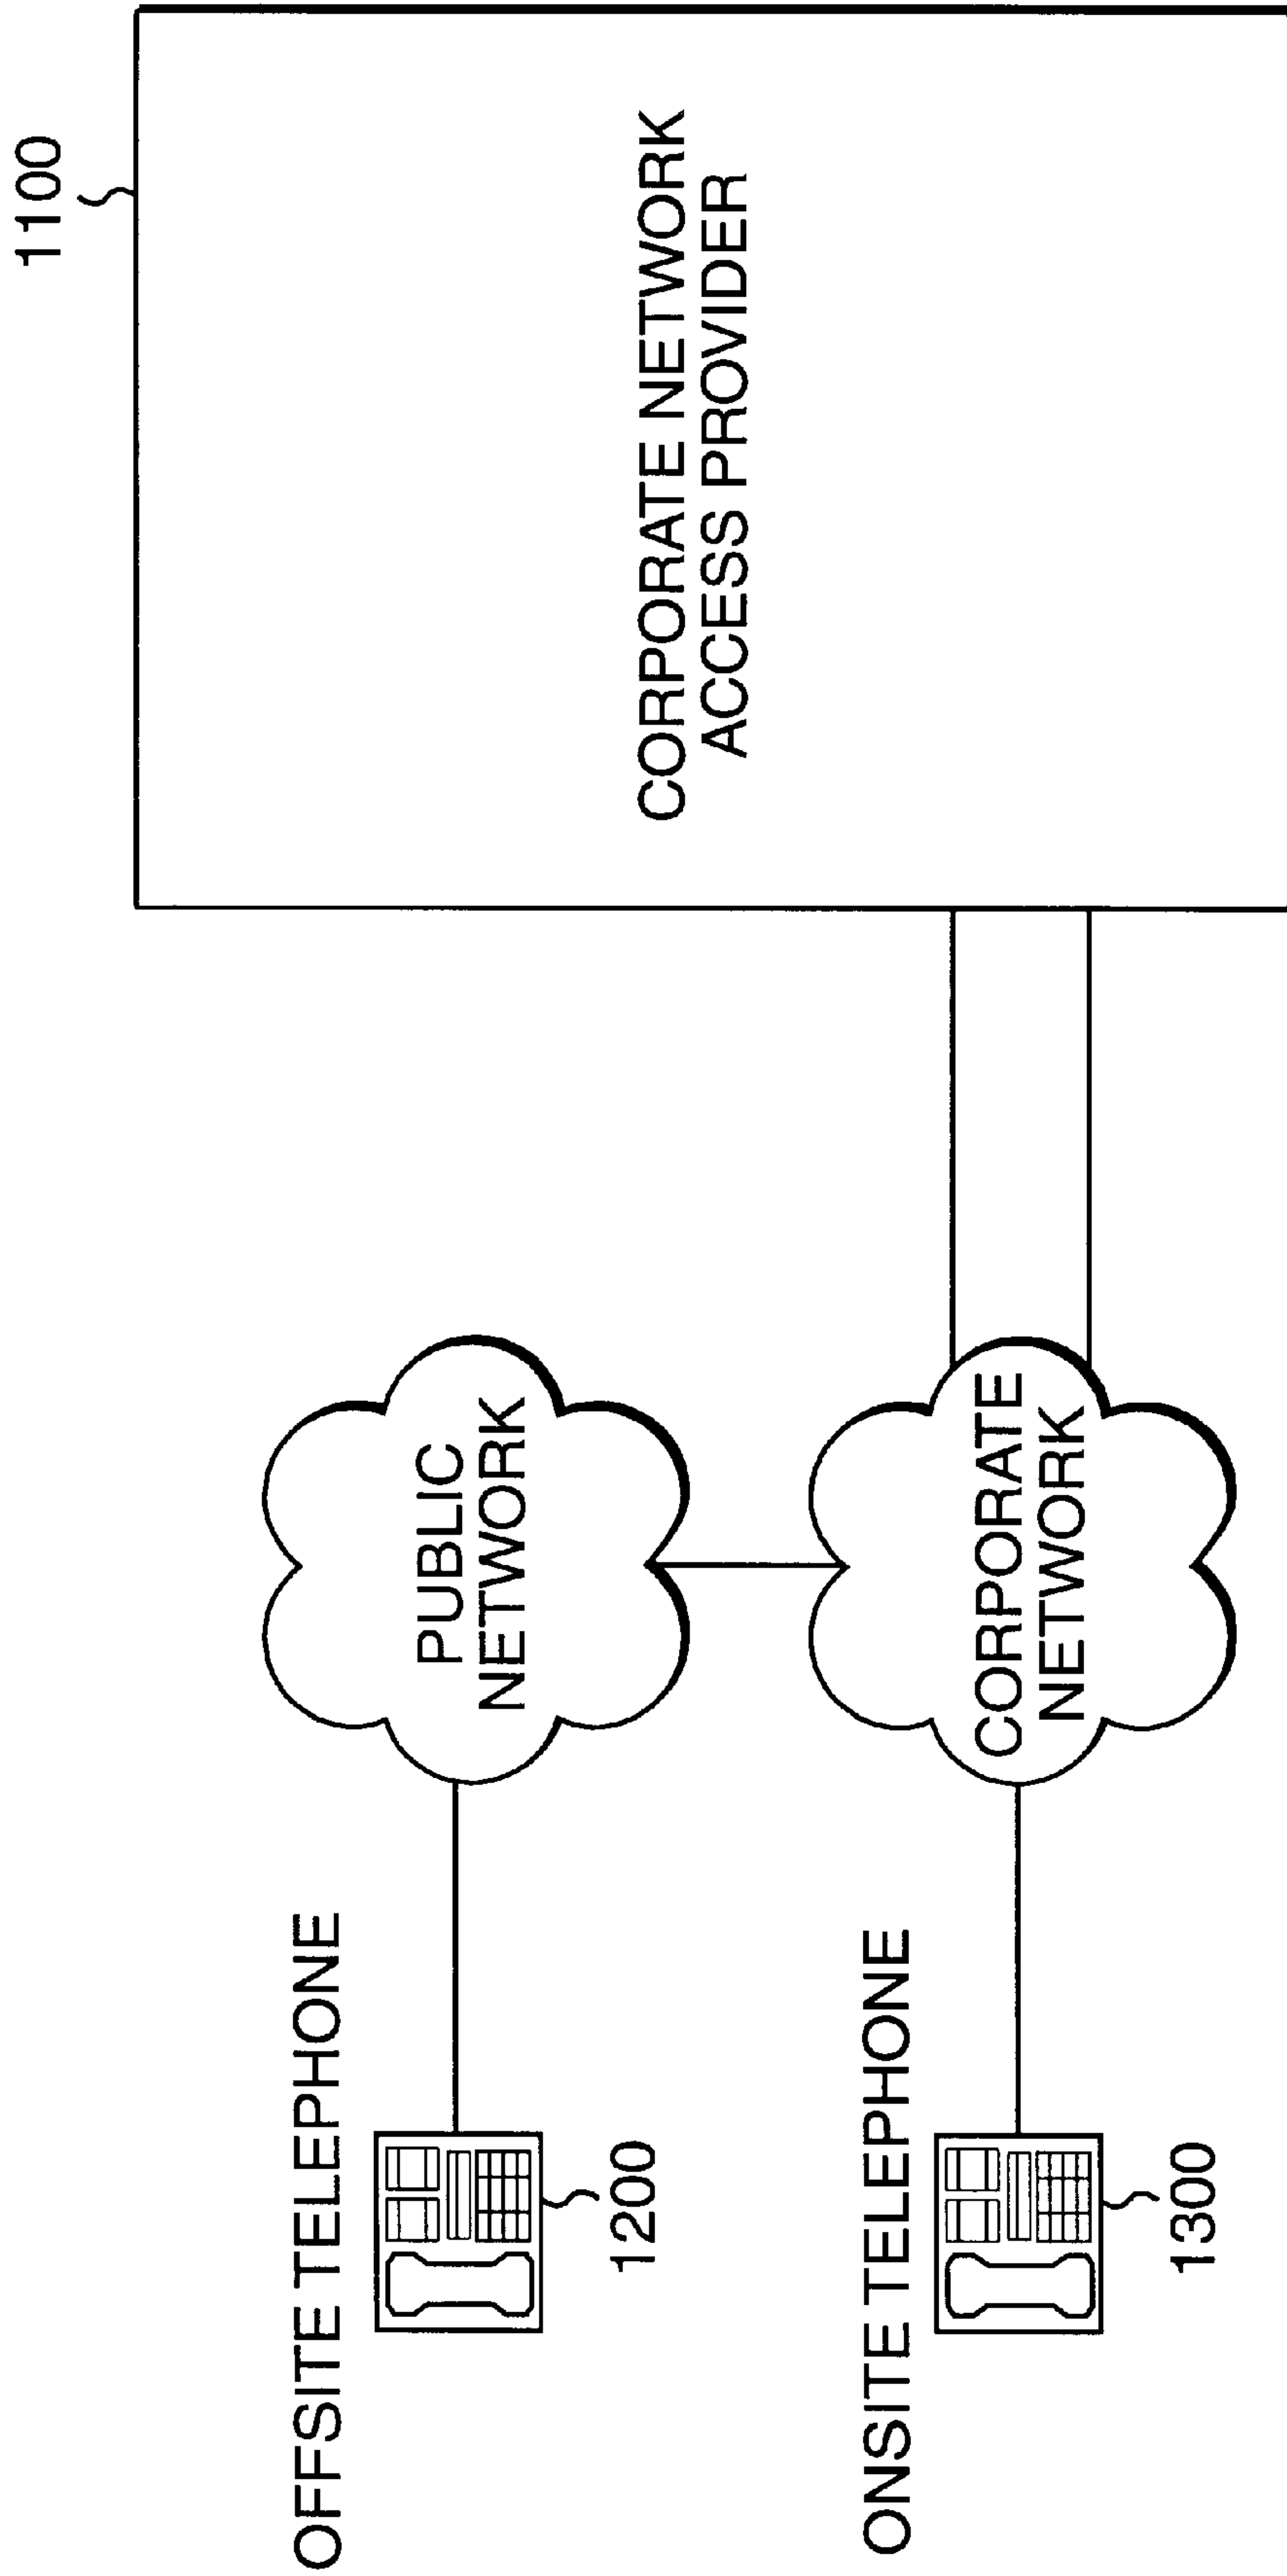 1100
CORPORATE NETWORK
ACCESS PROVIDER
PUBLIC
NETWORK
CORPORATE
NETWORK
OFFSITE TELEPHONE
1200
ONSITE TELEPHONE
1300